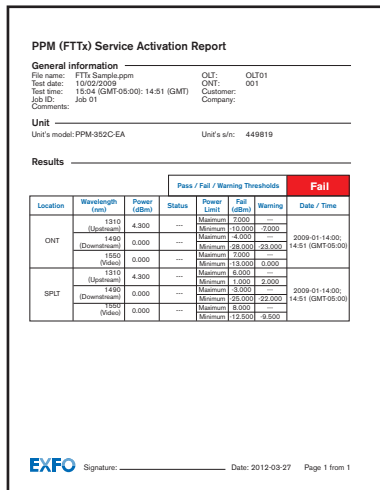 PPM (FTTx) Service Activation Report
General information
File name: FTTx Sample.ppm OLT: OLT01
Test date: 10/02/2009 ONT: 001
Test time: 15:04 (GMT-05:00): 14:51 (GMT) Customer:
Job ID: Job 01 Company:
Comments:
Unit
Unit's model: PPM-352C-EA Unit's s/n: 449819
Results
Pass / Fail / Warning Thresholds Fail
Location Wavelength (nm) Power (dBm) Status Power Limit Fail (dBm) Warning Date / Time
ONT 1310 (Upstream) 4.300 --- Maximum 7.000 --- 2009-01-14:00; 14:51 (GMT-05:00)
Minimum -10.000 -7.000
1490 (Downstream) 0.000 --- Maximum -4.000 ---
Minimum -28.000 -23.000
1550 (Video) 0.000 --- Maximum 7.000 ---
Minimum -13.000 0.000
SPLT 1310 (Upstream) 4.300 --- Maximum 6.000 --- 2009-01-14:00; 14:51 (GMT-05:00)
Minimum 1.000 2.000
1490 (Downstream) 0.000 --- Maximum -3.000 ---
Minimum -25.000 -22.000
1550 (Video) 0.000 --- Maximum 8.000 ---
Minimum -12.500 -9.500
EXFO Signature: Date: 2012-03-27 Page 1 from 1